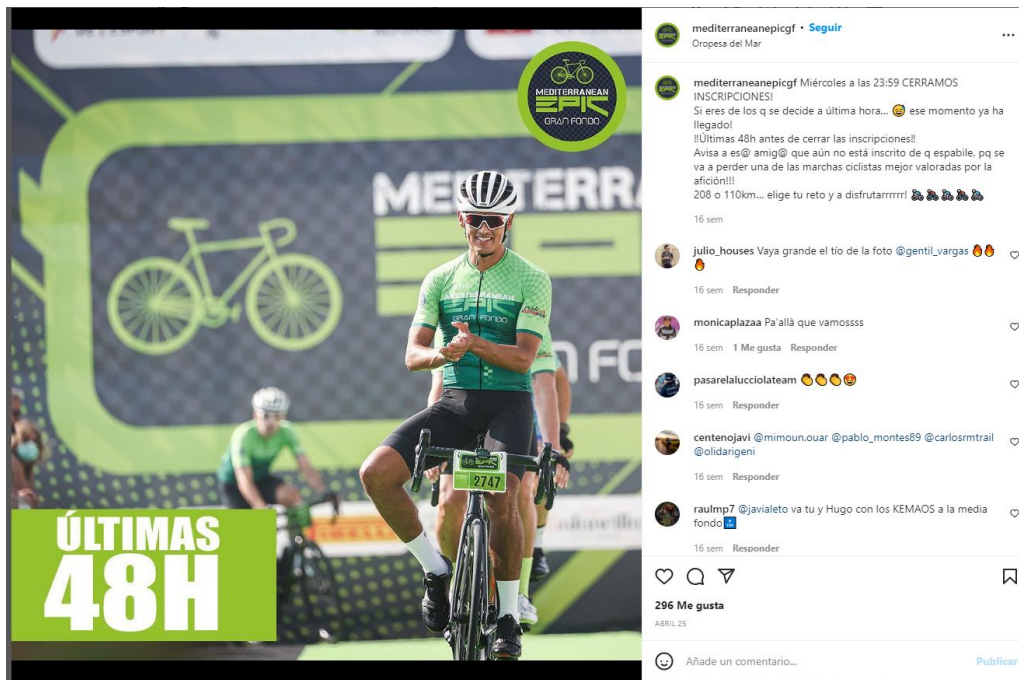 MEDITERRANEAN
EPIC
GRAN FONDO
MEDITERRA
MEDITERRANEAN
EPIC
GRAN FONDO
EPIC
2747
ÚLTIMAS
48H
mediterraneanepicgf • Seguir
Oropesa del Mar
mediterraneanepicgf Miércoles a las 23:59 CERRAMOS
INSCRIPCIONES!
Si eres de los q se decide a última hora... 😅 ese momento ya ha
llegado!
‼Últimas 48h antes de cerrar las inscripciones‼
Avisa a es@ amig@ que aún no está inscrito de q espabile, pq se
va a perder una de las marchas ciclistas mejor valoradas por la
afición!!!
208 o 110km... elige tu reto y a disfrutarrrrrr! 🚴🚴🚴🚴🚴
16 sem
julio_houses Vaya grande el tío de la foto @gentil_vargas 🔥🔥
🔥
16 sem Responder
monicaplazaa Pa'allà que vamossss
16 sem 1 Me gusta Responder
pasarelalucciolateam 👏👏👏😍
16 sem Responder
centenojavi @mimoun.ouar @pablo_montes89 @carlosrmtrail
@olidarigeni
16 sem Responder
raulmp7 @javialeto va tu y Hugo con los KEMAOS a la media
fondo
16 sem Responder
296 Me gusta
ABRIL 25
Añade un comentario...
Publicar